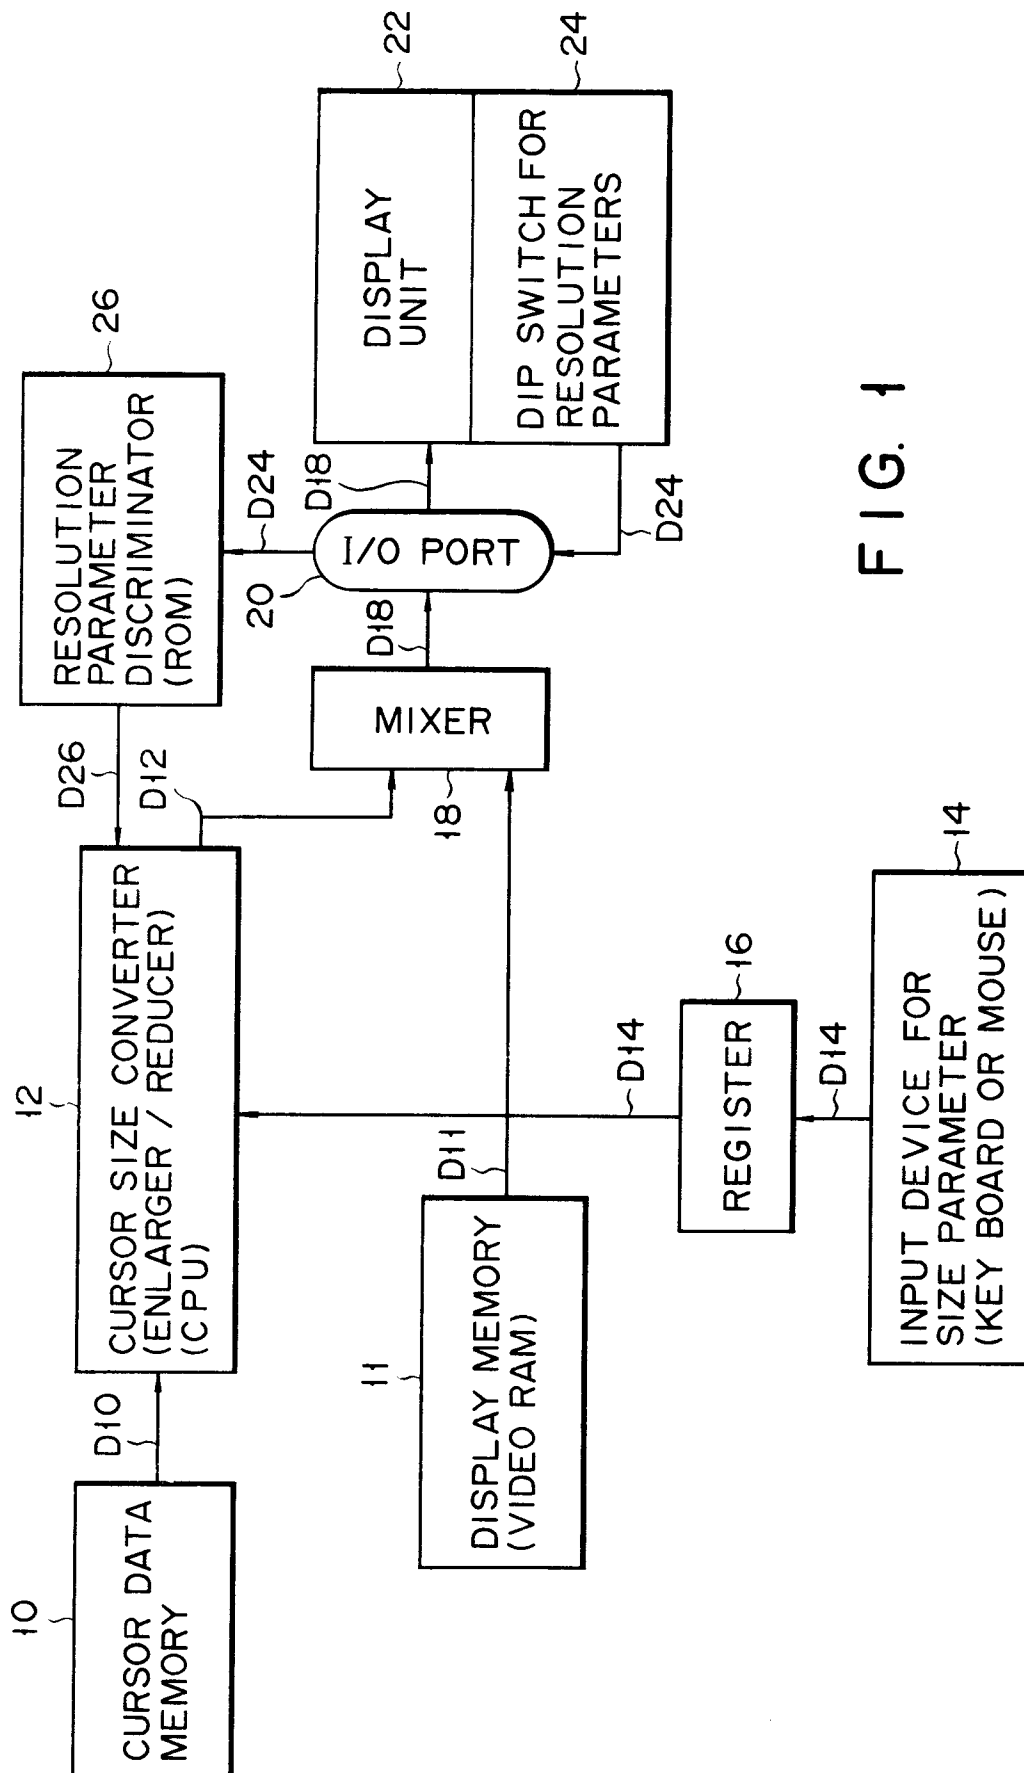 10
CURSOR DATA
MEMORY
D10
12
CURSOR SIZE CONVERTER
(ENLARGER / REDUCER)
(CPU)
D26
D12
26
RESOLUTION
PARAMETER
DISCRIMINATOR
(ROM)
D24
11
DISPLAY MEMORY
(VIDEO RAM)
D11
18
MIXER
D18
20
I/O PORT
D18
22
DISPLAY
UNIT
24
DIP SWITCH FOR
RESOLUTION
PARAMETERS
D24
D14
16
REGISTER
D14
14
INPUT DEVICE FOR
SIZE PARAMETER
(KEY BOARD OR MOUSE)
FIG. 1